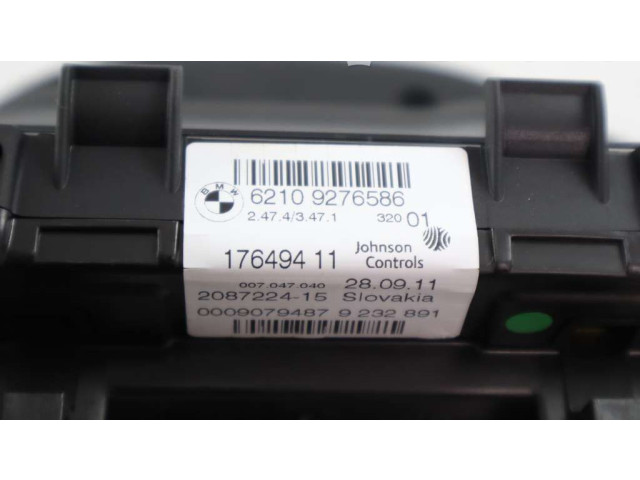 BMW
6210 9276586
2.47.4/3.47.1 320 01
176494 11 Johnson Controls
007.047.040 28.09.11
2087224-15 Slovakia
0009079487 9 232 891